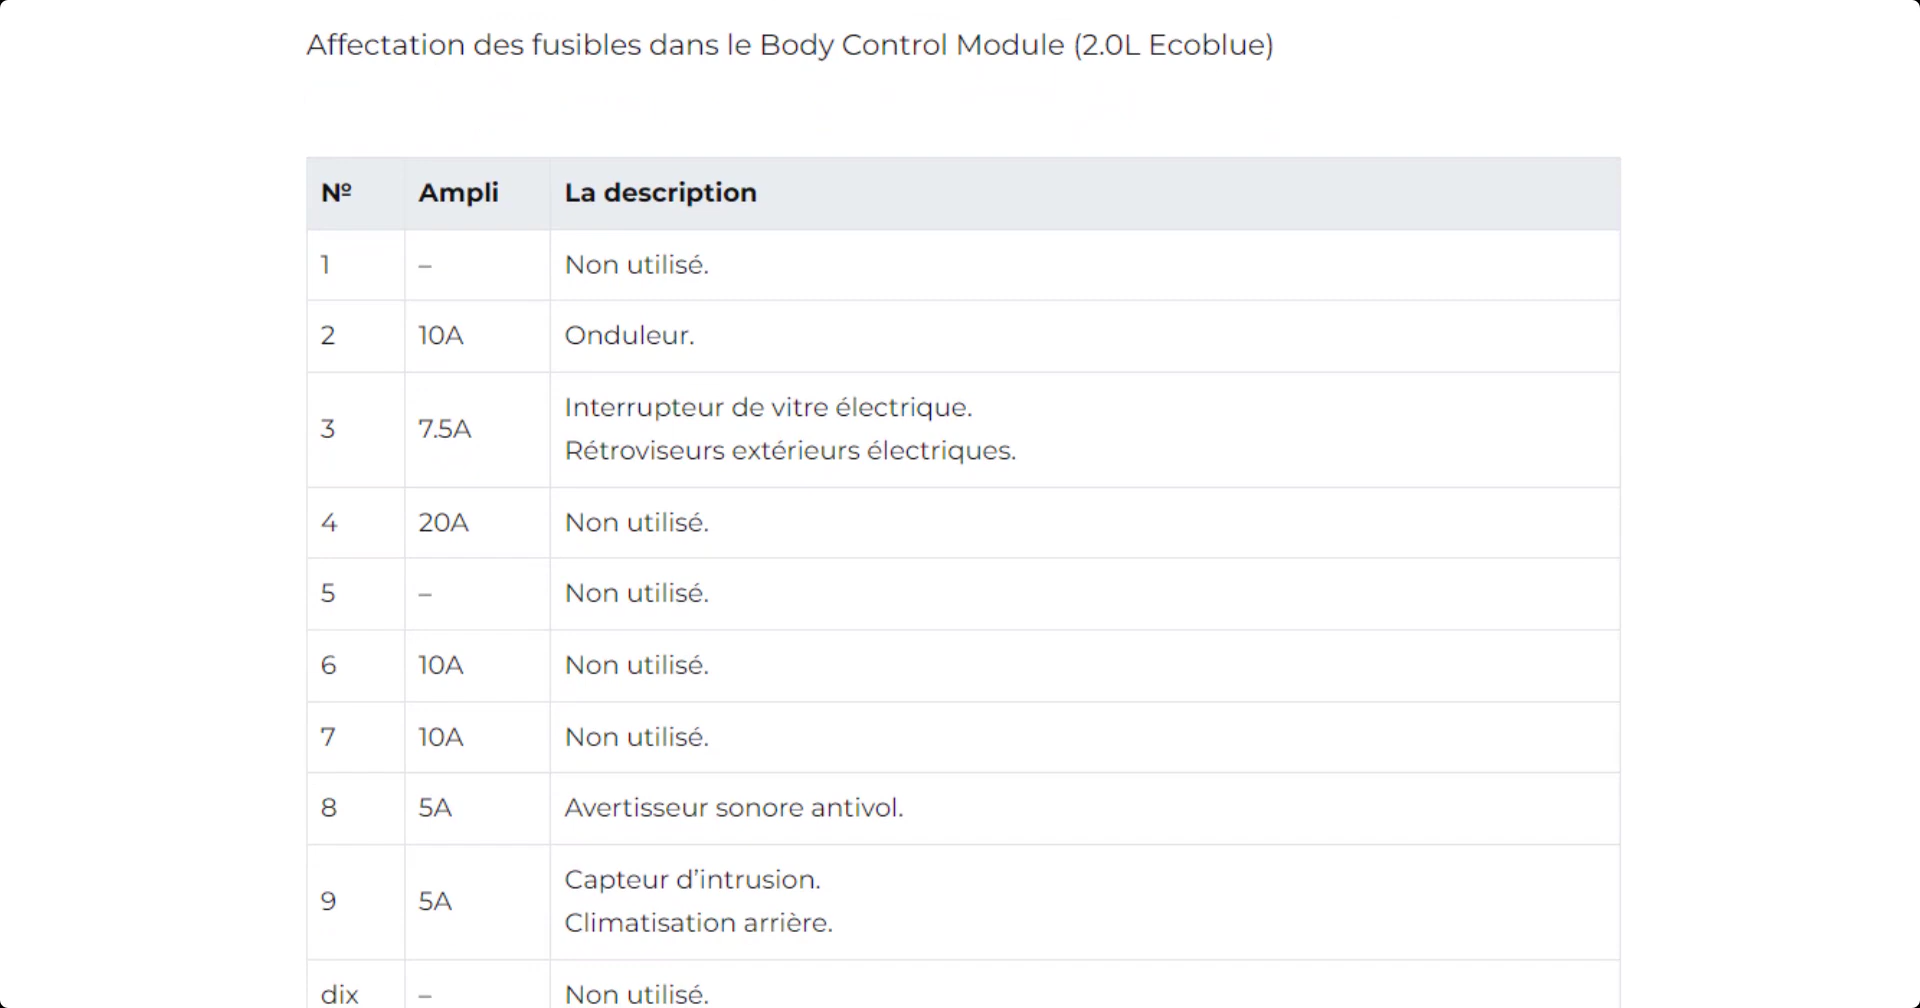 Affectation des fusibles dans le Body Control Module (2.0L Ecoblue)
Nº Ampli La description
1 – Non utilisé.
2 10A Onduleur.
3 7.5A Interrupteur de vitre électrique.
Rétroviseurs extérieurs électriques.
4 20A Non utilisé.
5 – Non utilisé.
6 10A Non utilisé.
7 10A Non utilisé.
8 5A Avertisseur sonore antivol.
9 5A Capteur d’intrusion.
Climatisation arrière.
dix – Non utilisé.